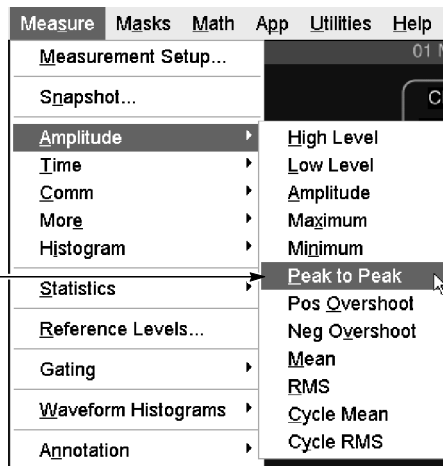 Measure Masks Math App Utilities Help
Measurement Setup...
01
Snapshot...
C
Amplitude
Time
Comm
More
Histogram
Statistics
Reference Levels...
Gating
Waveform Histograms
Annotation
High Level
Low Level
Amplitude
Maximum
Minimum
Peak to Peak
Pos Overshoot
Neg Overshoot
Mean
RMS
Cycle Mean
Cycle RMS